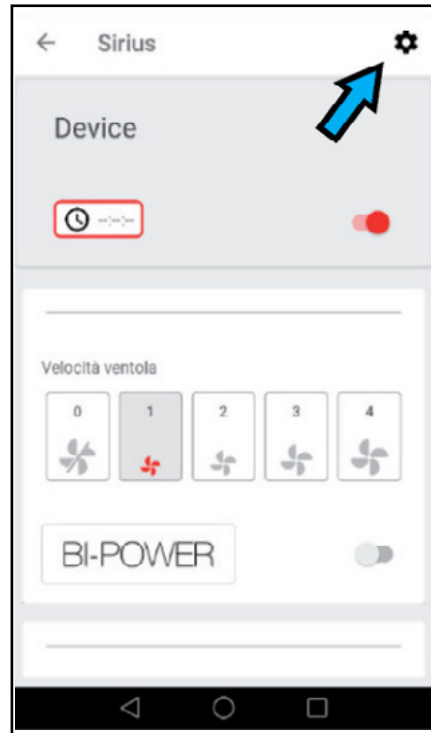 Sirius
Device
--:--:--
Velocità ventola
0 1 2 3 4
BI-POWER